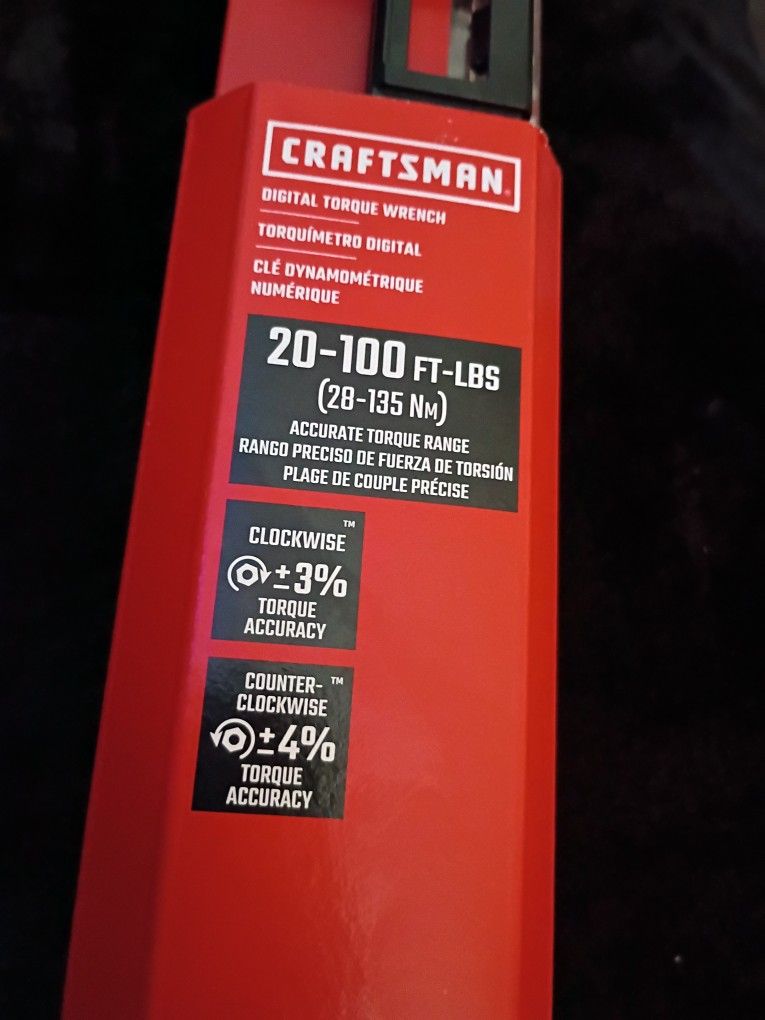 CRAFTSMAN
DIGITAL TORQUE WRENCH
TORQUÍMETRO DIGITAL
CLÉ DYNAMOMÉTRIQUE
NUMÉRIQUE
20-100 FT-LBS
(28-135 NM)
ACCURATE TORQUE RANGE
RANGO PRECISO DE FUERZA DE TORSIÓN
PLAGE DE COUPLE PRÉCISE
CLOCKWISE™
±3%
TORQUE
ACCURACY
COUNTER-™
CLOCKWISE
±4%
TORQUE
ACCURACY